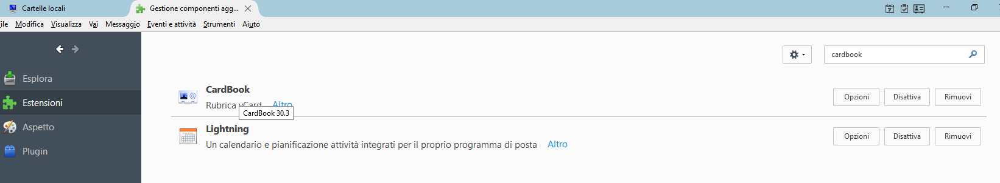 Cartelle locali
Gestione componenti agg...
7
ile Modifica Visualizza Vai Messaggio Eventi e attività Strumenti Aiuto
cardbook
Esplora
Estensioni
Aspetto
Plugin
CardBook
Rubrica vCard Altro
CardBook 30.3
Opzioni Disattiva Rimuovi
Lightning
Un calendario e pianificazione attività integrati per il proprio programma di posta Altro
Opzioni Disattiva Rimuovi